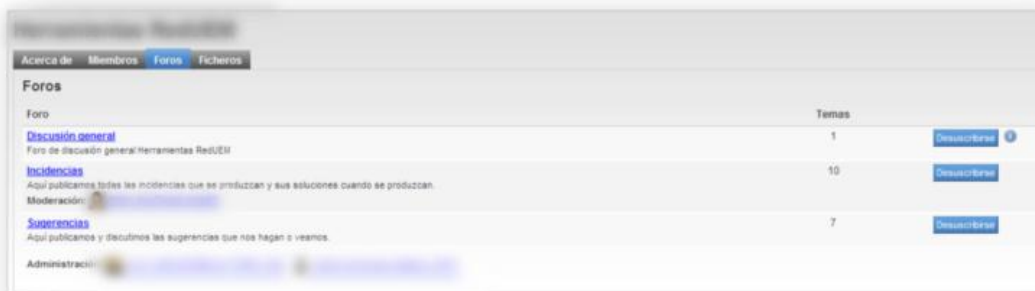 Acerca de Miembros Foros Ficheros
Foros
Foro Temas
Discusión general 1 Desuscribirse
Foro de discusión general Herramientas RedUEM
Incidencias 10 Desuscribirse
Aquí publicamos todas las incidencias que se produzcan y sus soluciones cuando se produzcan.
Moderación:
Sugerencias 7 Desuscribirse
Aquí publicamos y discutimos las sugerencias que nos hagan o veamos.
Administración